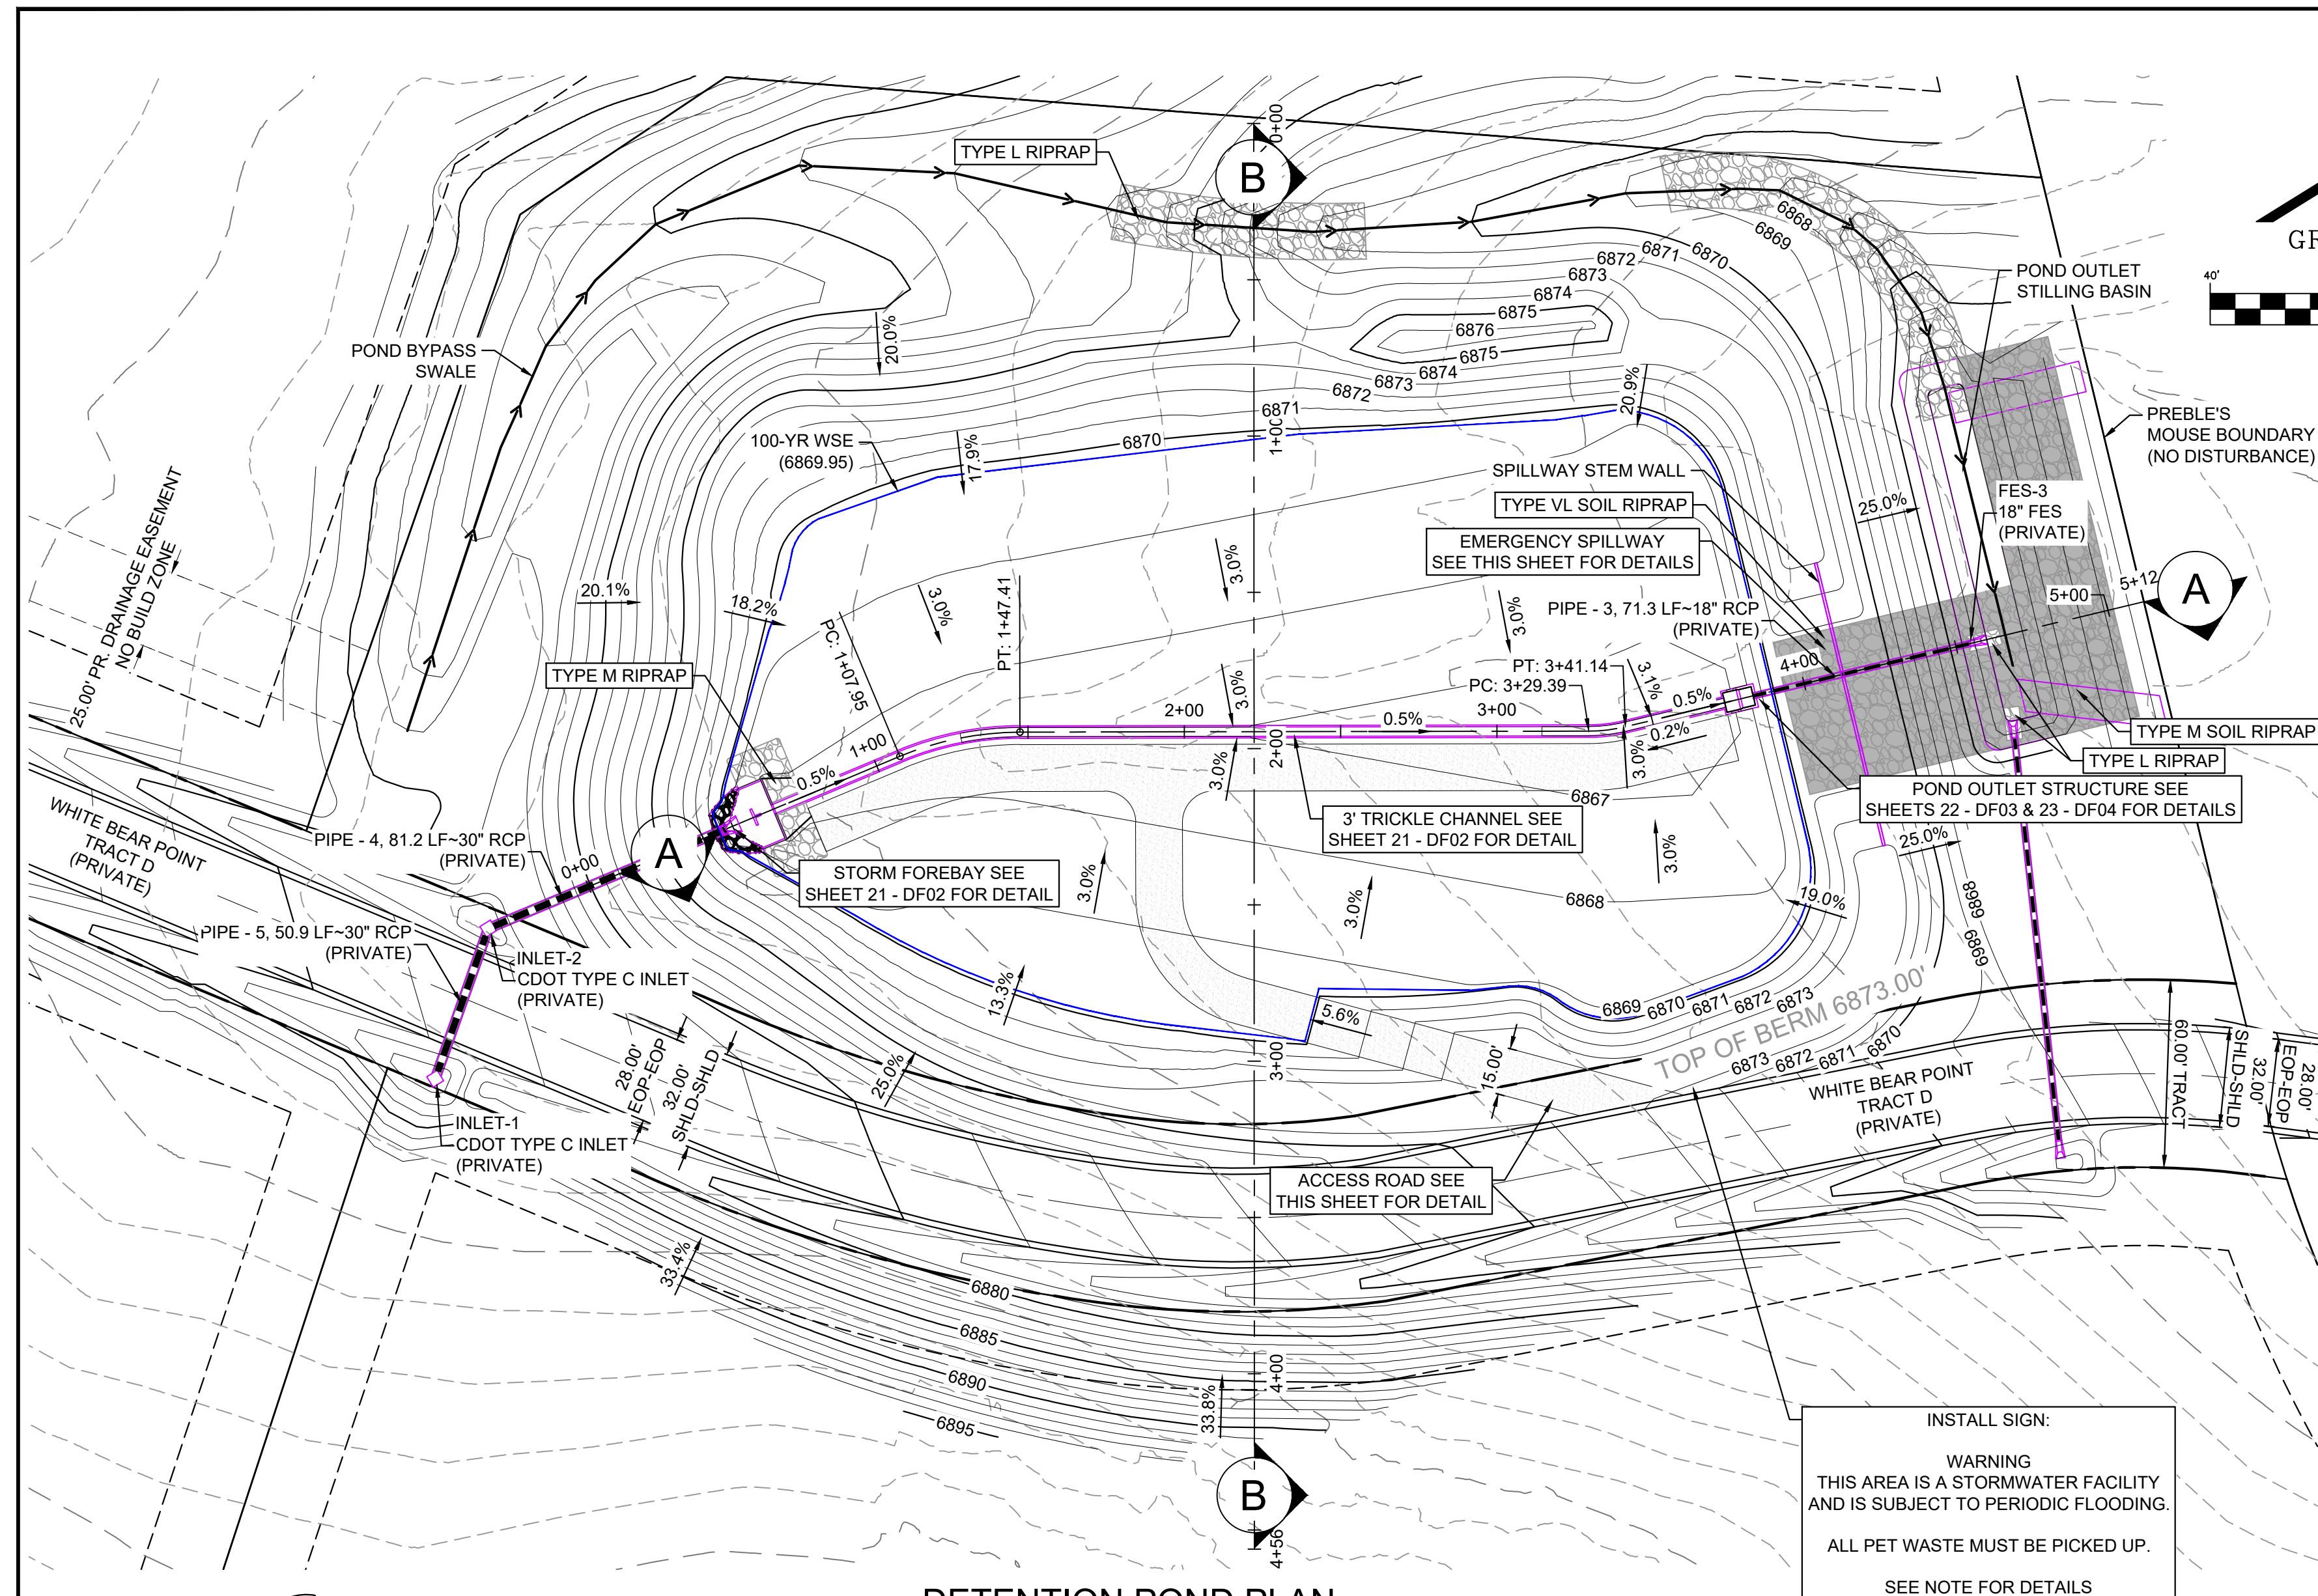 TYPE L RIPRAP
B
0+00
6868
6869
6872
6871
6870
6873
6874
6875
6876
6875
6874
6873
6872
6871
6870
1+00
POND OUTLET
STILLING BASIN
40'
POND BYPASS
SWALE
20.0%
20.9%
17.9%
100-YR WSE
(6869.95)
PREBLE'S
MOUSE BOUNDARY
(NO DISTURBANCE)
SPILLWAY STEM WALL
TYPE VL SOIL RIPRAP
EMERGENCY SPILLWAY
SEE THIS SHEET FOR DETAILS
25.0%
FES-3
18" FES
(PRIVATE)
5+12
5+00
A
25.00' PR. DRAINAGE EASEMENT
NO BUILD ZONE
20.1%
18.2%
3.0%
3.0%
3.0%
PIPE - 3, 71.3 LF~18" RCP
(PRIVATE)
PC: 1+07.95
PT: 1+47.41
TYPE M RIPRAP
PT: 3+41.14
PC: 3+29.39
3.1%
0.5%
4+00
3.0%
2+00
0.5%
3+00
0.2%
1+00
0.5%
3.0%
2+00
3.0%
TYPE M SOIL RIPRAP
TYPE L RIPRAP
POND OUTLET STRUCTURE SEE
SHEETS 22 - DF03 & 23 - DF04 FOR DETAILS
6867
3' TRICKLE CHANNEL SEE
SHEET 21 - DF02 FOR DETAIL
WHITE BEAR POINT
TRACT D
(PRIVATE)
PIPE - 4, 81.2 LF~30" RCP
(PRIVATE)
0+00
A
STORM FOREBAY SEE
SHEET 21 - DF02 FOR DETAIL
3.0%
3.0%
3.0%
25.0%
6868
19.0%
6868
6869
PIPE - 5, 50.9 LF~30" RCP
(PRIVATE)
INLET-2
CDOT TYPE C INLET
(PRIVATE)
13.3%
5.6%
6869
6870
6871
6872
6873
TOP OF BERM 6873.00'
6873
6872
6871
6870
3+00
15.00'
28.00'
EOP-EOP
32.00'
SHLD-SHLD
25.0%
WHITE BEAR POINT
TRACT D
(PRIVATE)
60.00' TRACT
SHLD-SHLD
32.00'
EOP-EOP
28.00'
INLET-1
CDOT TYPE C INLET
(PRIVATE)
ACCESS ROAD SEE
THIS SHEET FOR DETAIL
33.4%
6880
6885
6890
6895
33.8%
4+00
B
4+56
INSTALL SIGN:
WARNING
THIS AREA IS A STORMWATER FACILITY
AND IS SUBJECT TO PERIODIC FLOODING.
ALL PET WASTE MUST BE PICKED UP.
SEE NOTE FOR DETAILS
DETENTION POND PLAN